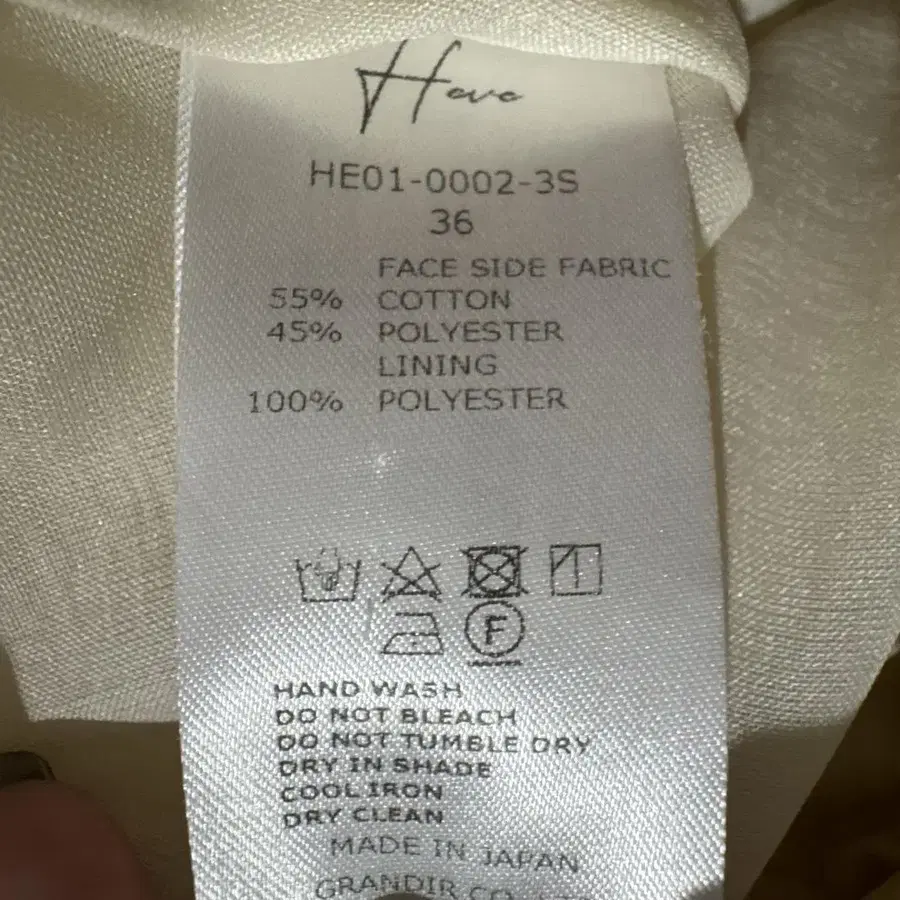 HE01-0002-3S
36
FACE SIDE FABRIC
55% COTTON
45% POLYESTER
LINING
100% POLYESTER
F
HAND WASH
DO NOT BLEACH
DO NOT TUMBLE DRY
DRY IN SHADE
COOL IRON
DRY CLEAN
MADE IN JAPAN
GRANDIR CO.